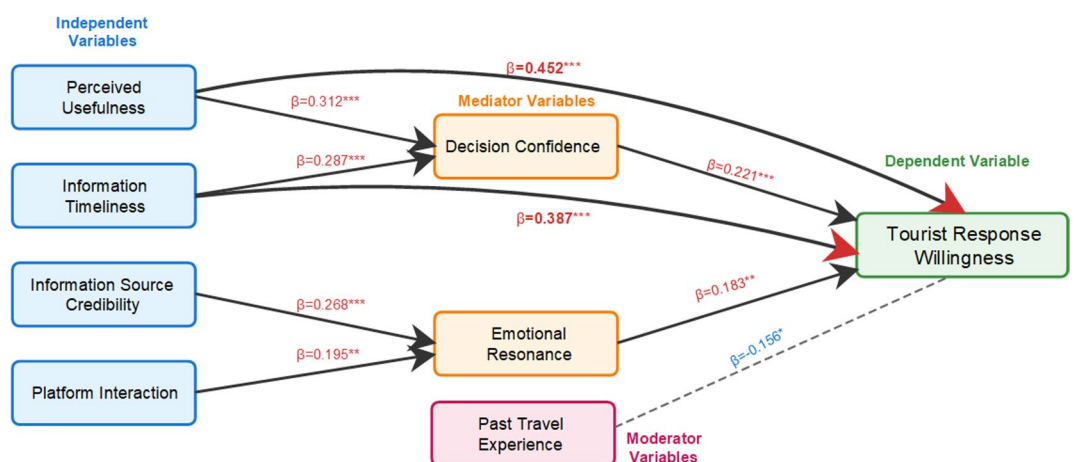 Independent
Variables
Perceived
Usefulness
β=0.452***
β=0.312***
Mediator Variables
Decision Confidence
β=0.287***
Information
Timeliness
β=0.221***
Dependent Variable
β=0.387***
Tourist Response
Willingness
Information Source
Credibility
β=0.268***
β=0.183**
Emotional
Resonance
β=0.195**
β=-0.156*
Platform Interaction
Past Travel
Experience
Moderator
Variables